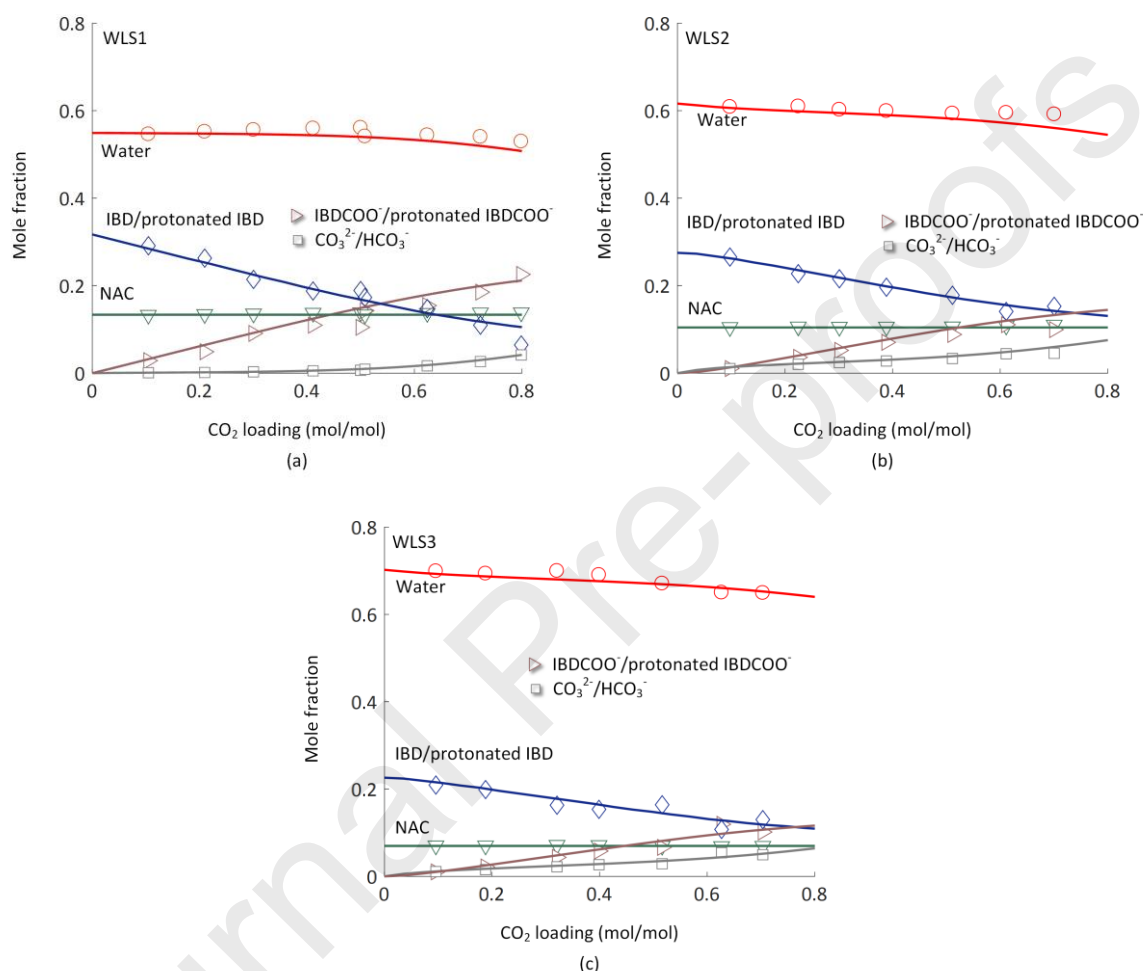 WLS1
0.8
0.6
0.4
0.2
0
Mole fraction
Water
IBD/protonated IBD
IBDCOO⁻/protonated IBDCOO⁻
CO₃²⁻/HCO₃⁻
NAC
0 0.2 0.4 0.6 0.8
CO₂ loading (mol/mol)
(a)
WLS2
0.8
0.6
0.4
0.2
0
Mole fraction
Water
IBD/protonated IBD
IBDCOO⁻/protonated IBDCOO⁻
CO₃²⁻/HCO₃⁻
NAC
0 0.2 0.4 0.6 0.8
CO₂ loading (mol/mol)
(b)
WLS3
0.8
0.6
0.4
0.2
0
Mole fraction
Water
IBDCOO⁻/protonated IBDCOO⁻
CO₃²⁻/HCO₃⁻
IBD/protonated IBD
NAC
0 0.2 0.4 0.6 0.8
CO₂ loading (mol/mol)
(c)
urnal Pre-proofs